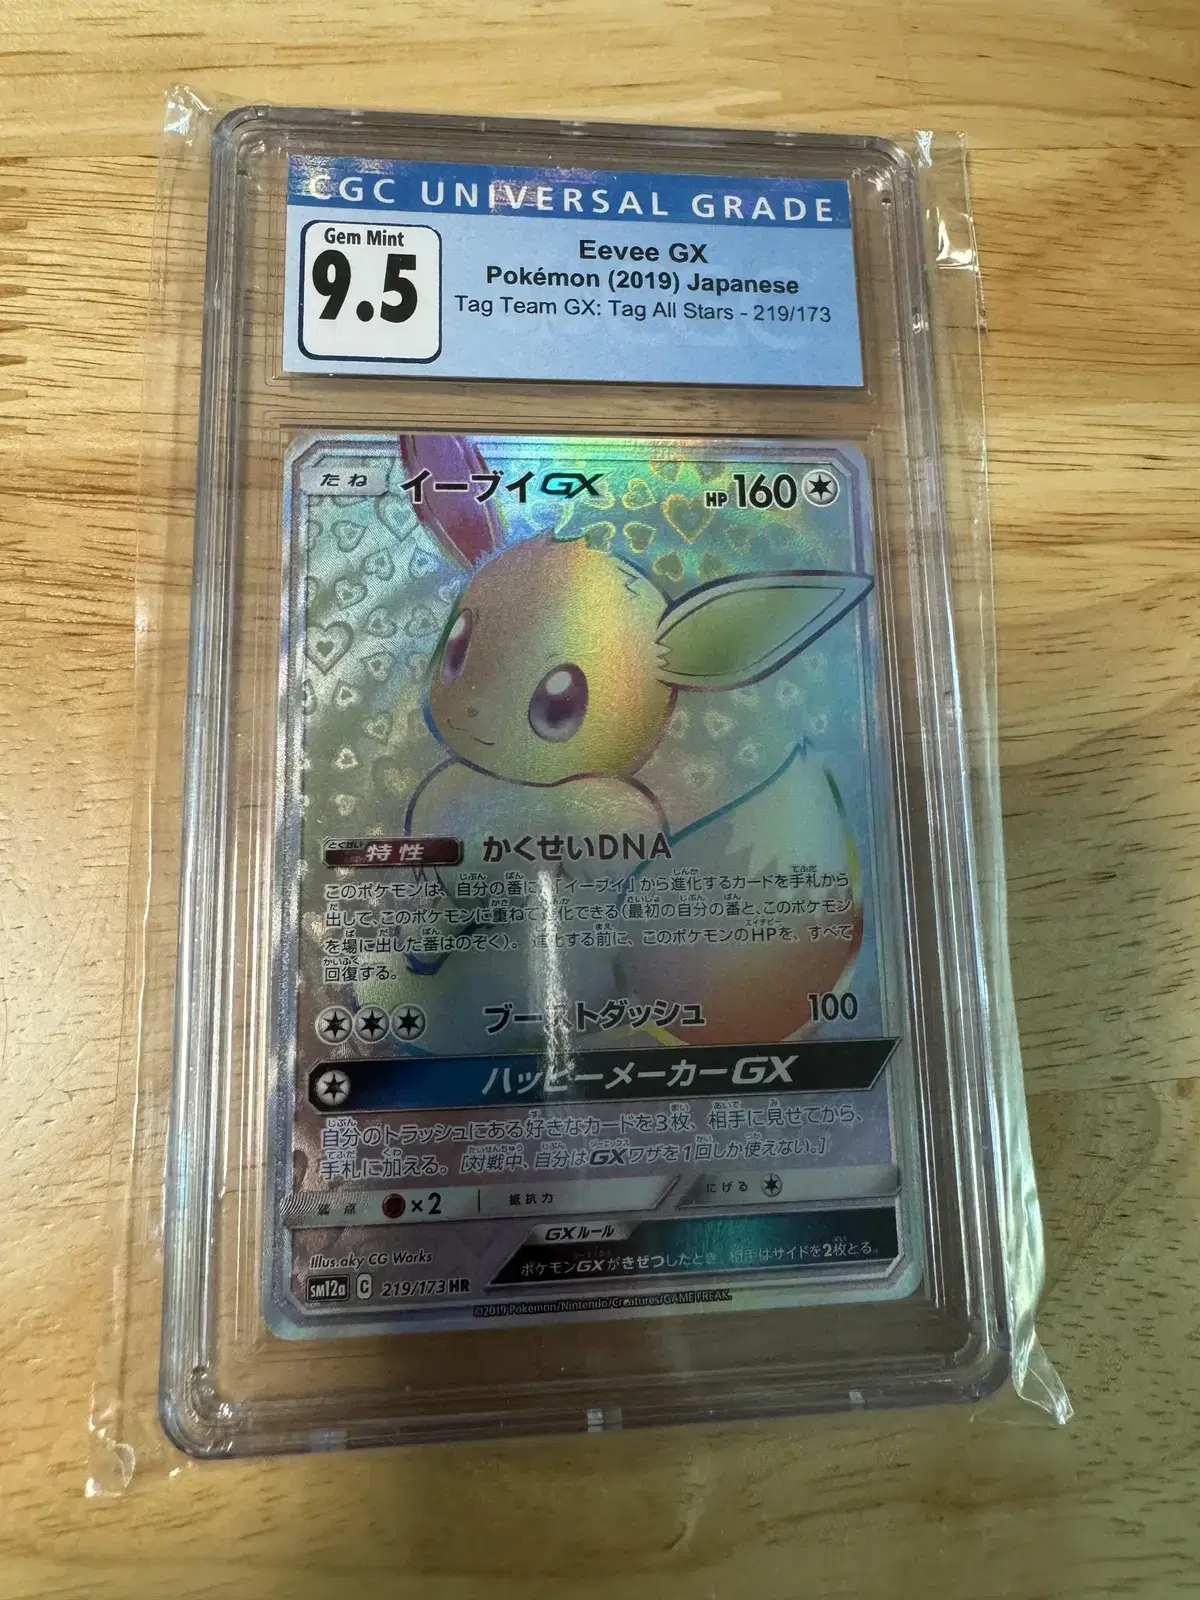 CGC UNIVERSAL GRADE
Gem Mint
9.5
Eevee GX
Pokémon (2019) Japanese
Tag Team GX: Tag All Stars - 219/173
たね
イーブイGX
HP160
とくせい
特性
かくせいDNA
このポケモンは、自分の番に、「イーブイ」から進化するカードを手札から
出して、このポケモンに重ねて進化できる(最初の自分の番と、このポケモン
を場に出した番はのぞく)。進化する前に、このポケモンのHPを、すべて
回復する。
ブーストダッシュ 100
ハッピーメーカーGX
自分のトラッシュにある好きなカードを3枚、相手に見せてから、
手札に加える。[対戦中、自分はGXワザを1回しか使えない。]
弱点 ×2 抵抗力 にげる
GXルール
ポケモンGXがきぜつしたとき、相手はサイドを2枚とる。
Illus.aky CG Works
SM12a C 219/173 HR
©2019 Pokémon/Nintendo/Creatures/GAME FREAK.